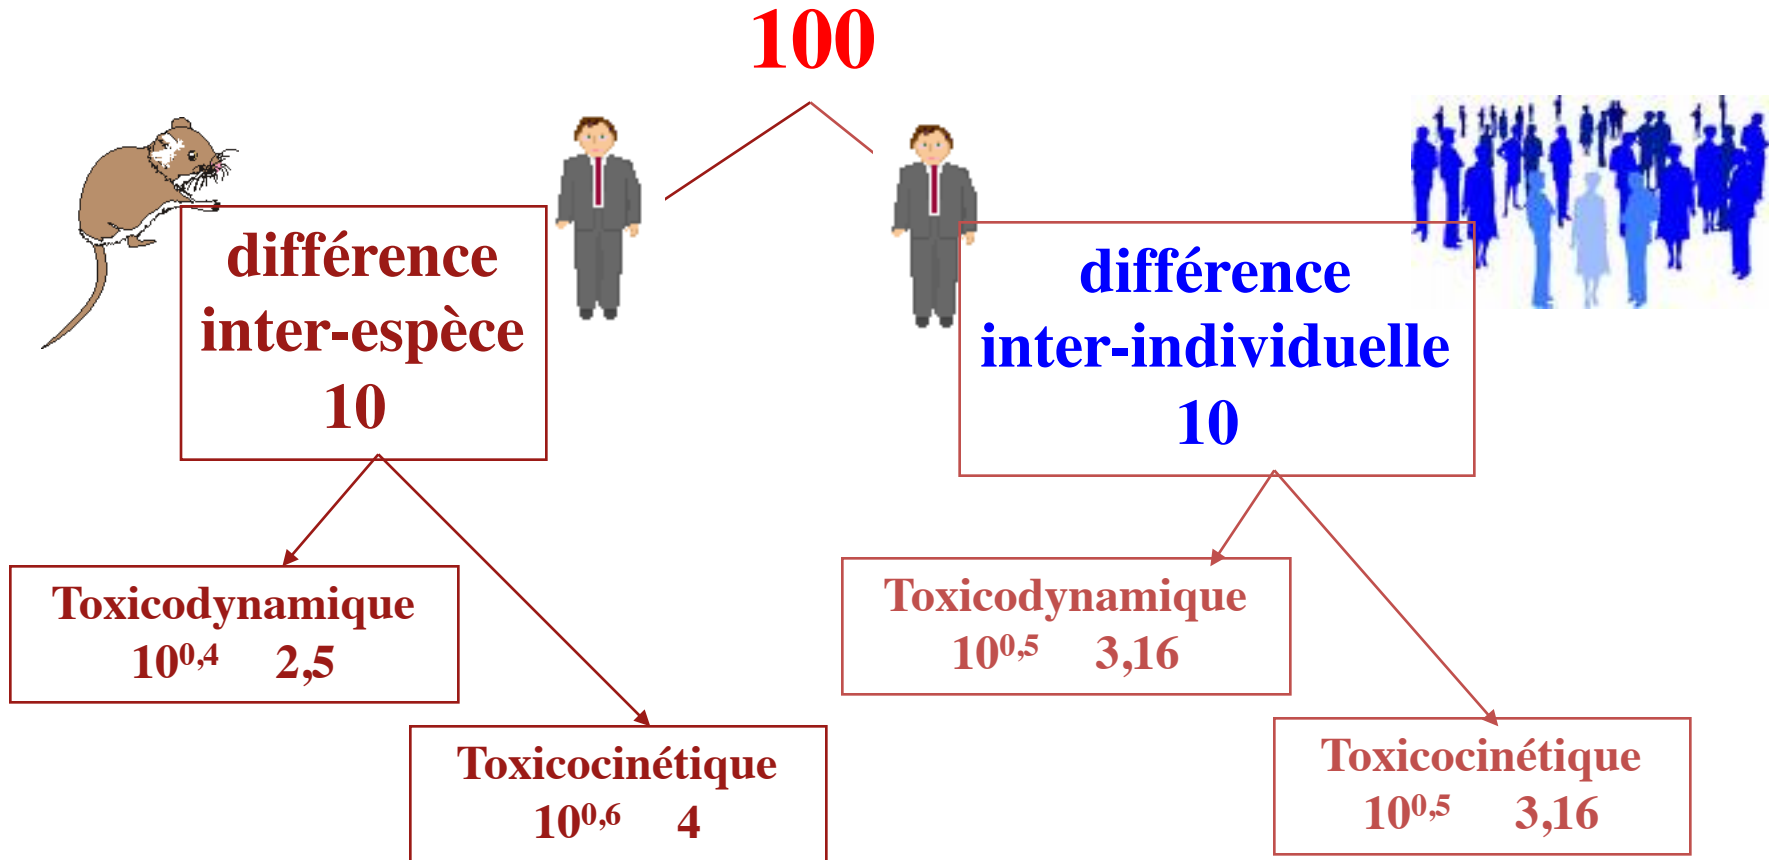 100
différence
inter-espèce
10
différence
inter-individuelle
10
Toxicodynamique
10^0,4 2,5
Toxicocinétique
10^0,6 4
Toxicodynamique
10^0,5 3,16
Toxicocinétique
10^0,5 3,16